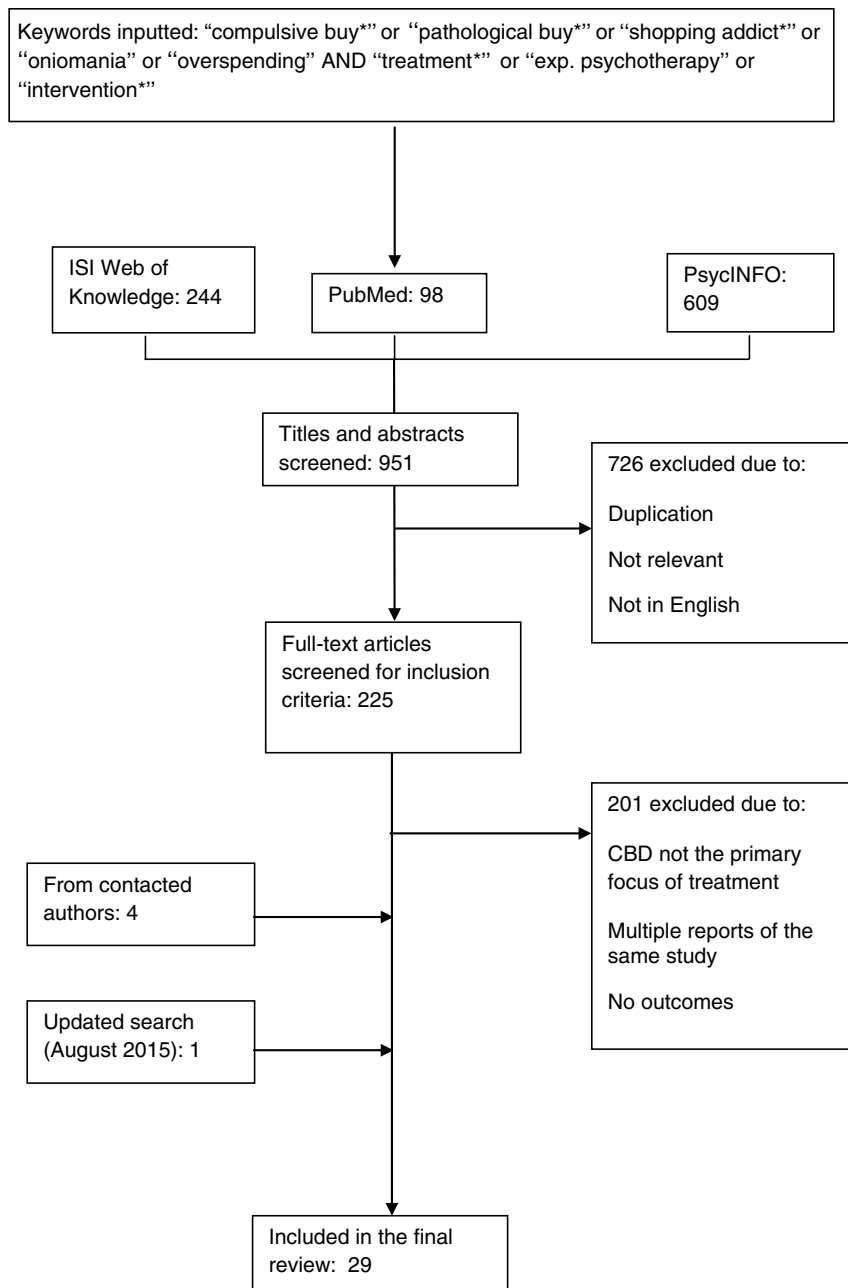 Keywords inputted: “compulsive buy*” or ‘‘pathological buy*’’ or ‘‘shopping addict*’’ or
‘‘oniomania’’ or ‘‘overspending’’ AND ‘‘treatment*’’ or ‘‘exp. psychotherapy’’ or
‘‘intervention*’’
ISI Web of
Knowledge: 244
PubMed: 98
PsycINFO:
609
Titles and abstracts
screened: 951
726 excluded due to:
Duplication
Not relevant
Not in English
Full-text articles
screened for inclusion
criteria: 225
201 excluded due to:
CBD not the primary
focus of treatment
Multiple reports of the
same study
No outcomes
From contacted
authors: 4
Updated search
(August 2015): 1
Included in the final
review: 29